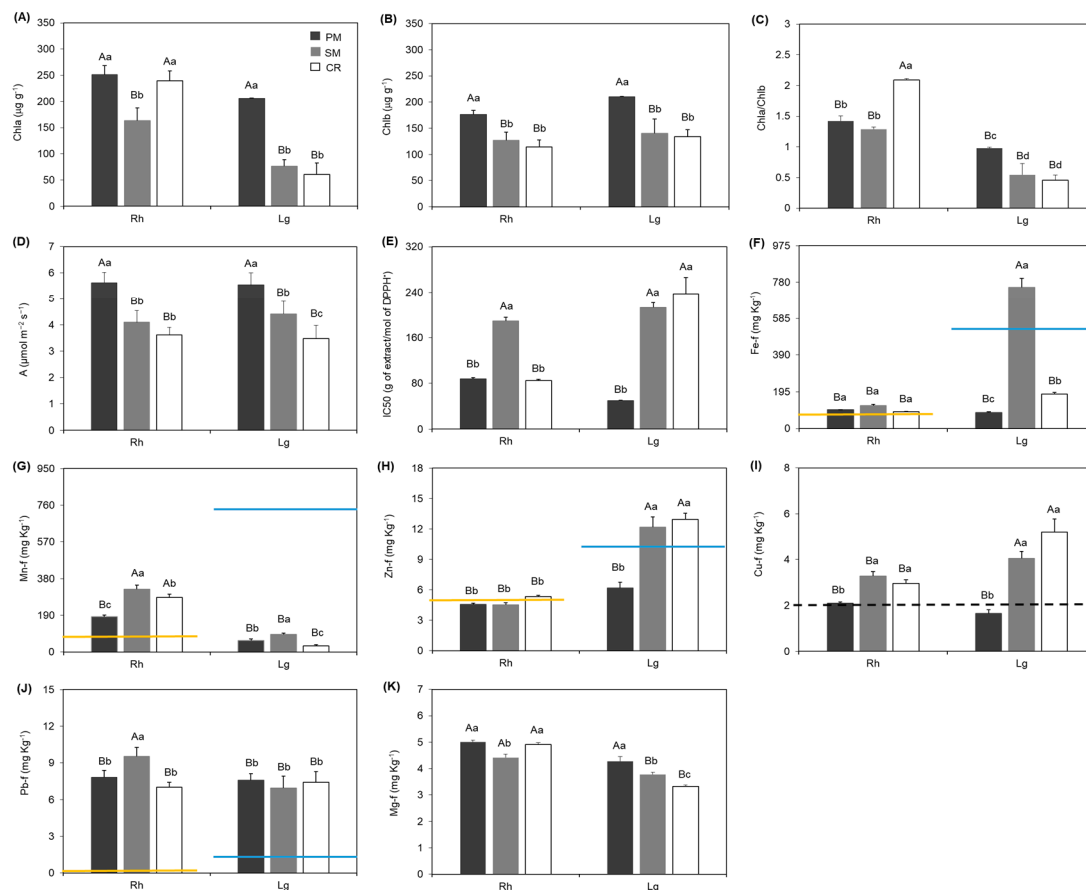 (A)
Chla (µg g⁻¹)
350
300
250
200
150
100
50
0
Aa
Bb
Aa
Aa
Bb
Bb
PM
SM
CR
Rh
Lg
(B)
Chlb (µg g⁻¹)
350
300
250
200
150
100
50
0
Aa
Bb
Bb
Aa
Bb
Bb
Rh
Lg
(C)
Chla/Chlb
3
2.5
2
1.5
1
0.5
0
Bb
Bb
Aa
Bc
Bd
Bd
Rh
Lg
(D)
A (µmol m⁻² s⁻¹)
7
6
5
4
3
2
1
0
Aa
Bb
Bb
Aa
Bb
Bc
Rh
Lg
(E)
IC50 (g of extract/mol of DPPH•)
320
240
160
80
0
Bb
Aa
Bb
Bb
Aa
Aa
Rh
Lg
(F)
Fe-f (mg Kg⁻¹)
975
780
585
390
195
0
Ba
Ba
Ba
Bc
Aa
Bb
Rh
Lg
(G)
Mn-f (mg Kg⁻¹)
950
760
570
380
190
0
Bc
Aa
Ab
Bb
Ba
Bc
Rh
Lg
(H)
Zn-f (mg Kg⁻¹)
18
15
12
9
6
3
0
Bb
Bb
Bb
Bb
Aa
Aa
Rh
Lg
(I)
Cu-f (mg Kg⁻¹)
8
6
4
2
0
Bb
Ba
Ba
Bb
Aa
Aa
Rh
Lg
(J)
Pb-f (mg Kg⁻¹)
15
12
9
6
3
0
Bb
Aa
Bb
Bb
Bb
Bb
Rh
Lg
(K)
Mg-f (mg Kg⁻¹)
7
6
5
4
3
2
1
0
Aa
Ab
Aa
Aa
Bb
Bc
Rh
Lg